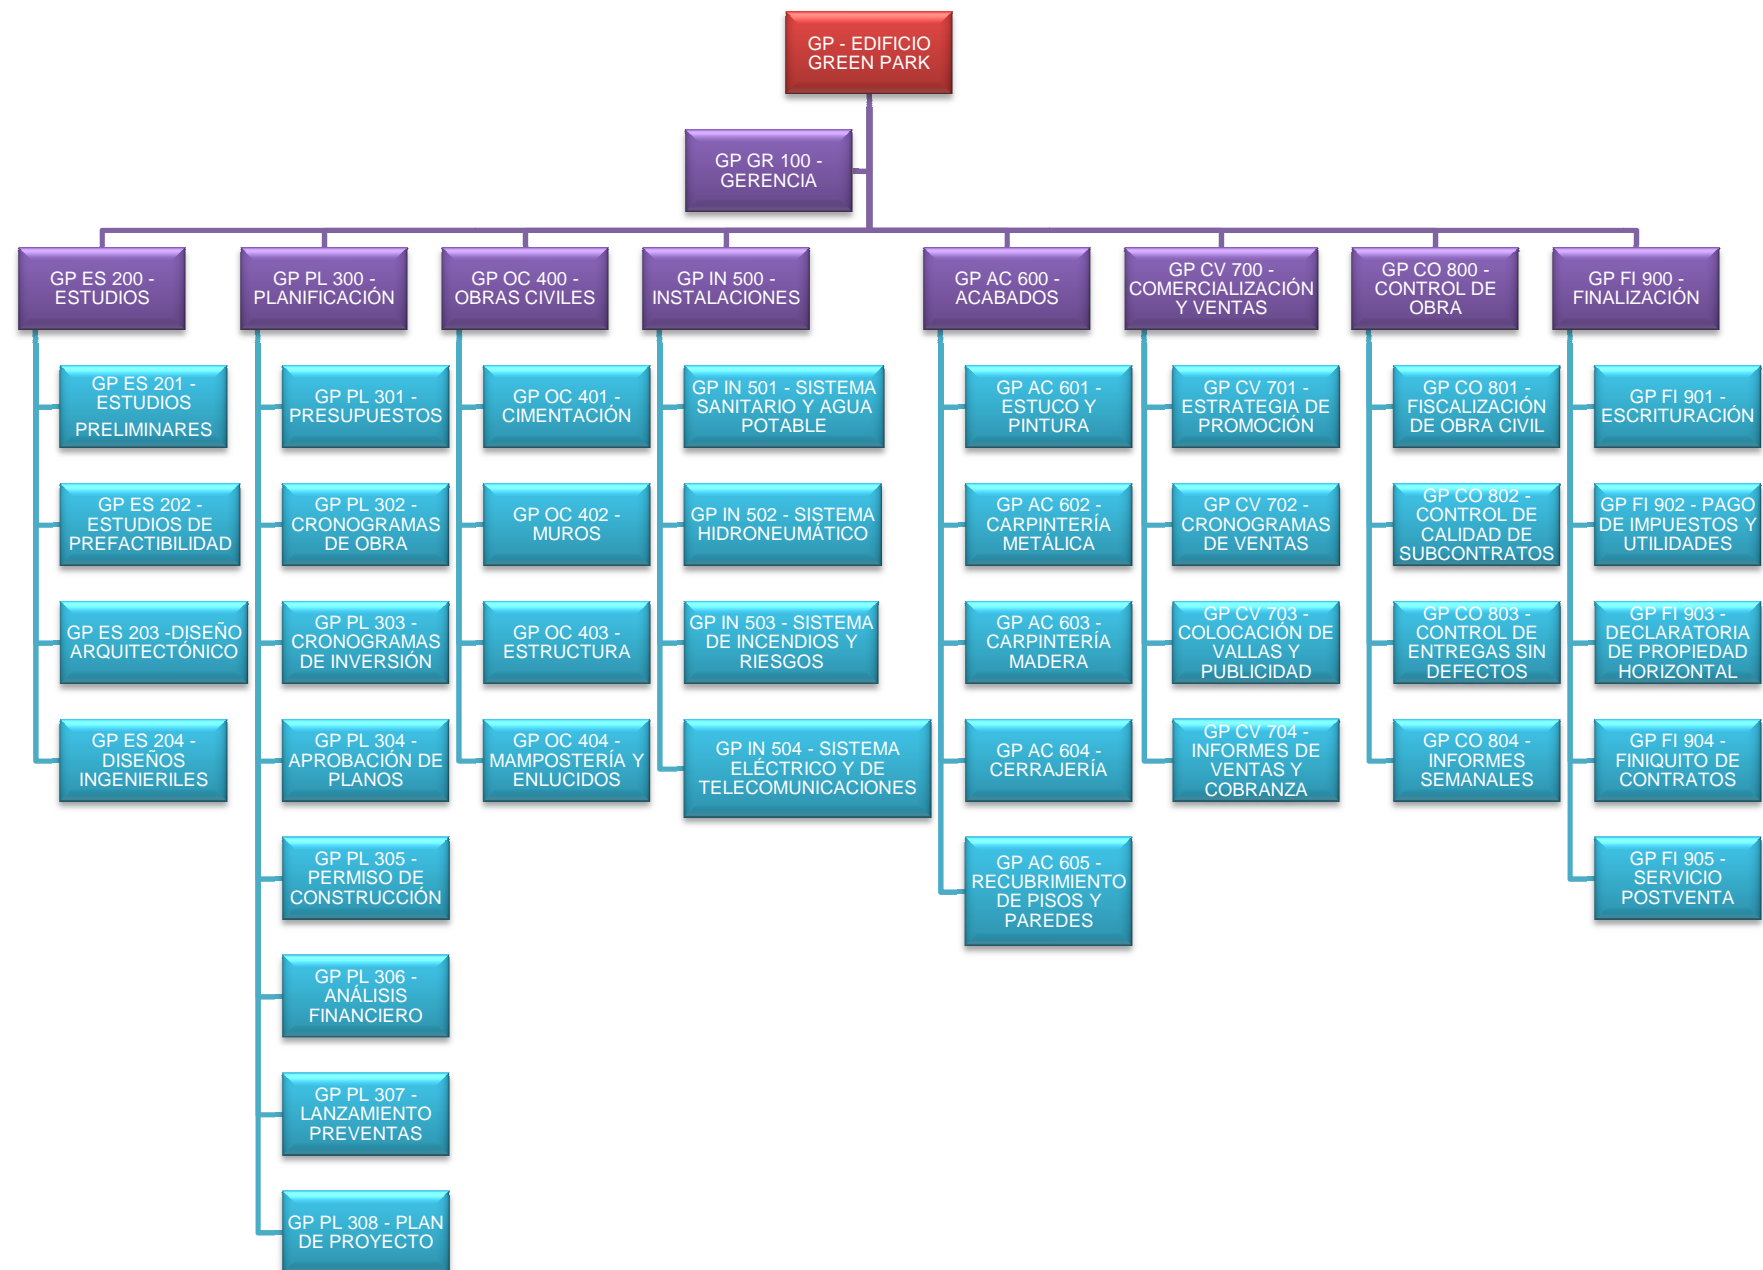 GP - EDIFICIO
GREEN PARK
GP GR 100 -
GERENCIA
GP ES 200 -
ESTUDIOS
GP ES 201 -
ESTUDIOS
PRELIMINARES
GP ES 202 -
ESTUDIOS DE
PREFACTIBILIDAD
GP ES 203 -DISEÑO
ARQUITECTÓNICO
GP ES 204 -
DISEÑOS
INGENIERILES
GP PL 300 -
PLANIFICACIÓN
GP PL 301 -
PRESUPUESTOS
GP PL 302 -
CRONOGRAMAS
DE OBRA
GP PL 303 -
CRONOGRAMAS
DE INVERSIÓN
GP PL 304 -
APROBACIÓN DE
PLANOS
GP PL 305 -
PERMISO DE
CONSTRUCCIÓN
GP PL 306 -
ANÁLISIS
FINANCIERO
GP PL 307 -
LANZAMIENTO
PREVENTAS
GP PL 308 - PLAN
DE PROYECTO
GP OC 400 -
OBRAS CIVILES
GP OC 401 -
CIMENTACIÓN
GP OC 402 -
MUROS
GP OC 403 -
ESTRUCTURA
GP OC 404 -
MAMPOSTERÍA Y
ENLUCIDOS
GP IN 500 -
INSTALACIONES
GP IN 501 - SISTEMA
SANITARIO Y AGUA
POTABLE
GP IN 502 - SISTEMA
HIDRONEUMÁTICO
GP IN 503 - SISTEMA
DE INCENDIOS Y
RIESGOS
GP IN 504 - SISTEMA
ELÉCTRICO Y DE
TELECOMUNICACIONES
GP AC 600 -
ACABADOS
GP AC 601 -
ESTUCO Y
PINTURA
GP AC 602 -
CARPINTERÍA
METÁLICA
GP AC 603 -
CARPINTERÍA
MADERA
GP AC 604 -
CERRAJERÍA
GP AC 605 -
RECUBRIMIENTO
DE PISOS Y
PAREDES
GP CV 700 -
COMERCIALIZACIÓN
Y VENTAS
GP CV 701 -
ESTRATEGIA DE
PROMOCIÓN
GP CV 702 -
CRONOGRAMAS
DE VENTAS
GP CV 703 -
COLOCACIÓN DE
VALLAS Y
PUBLICIDAD
GP CV 704 -
INFORMES DE
VENTAS Y
COBRANZA
GP CO 800 -
CONTROL DE
OBRA
GP CO 801 -
FISCALIZACIÓN
DE OBRA CIVIL
GP CO 802 -
CONTROL DE
CALIDAD DE
SUBCONTRATOS
GP CO 803 -
CONTROL DE
ENTREGAS SIN
DEFECTOS
GP CO 804 -
INFORMES
SEMANALES
GP FI 900 -
FINALIZACIÓN
GP FI 901 -
ESCRITURACIÓN
GP FI 902 - PAGO
DE IMPUESTOS Y
UTILIDADES
GP FI 903 -
DECLARATORIA
DE PROPIEDAD
HORIZONTAL
GP FI 904 -
FINIQUITO DE
CONTRATOS
GP FI 905 -
SERVICIO
POSTVENTA